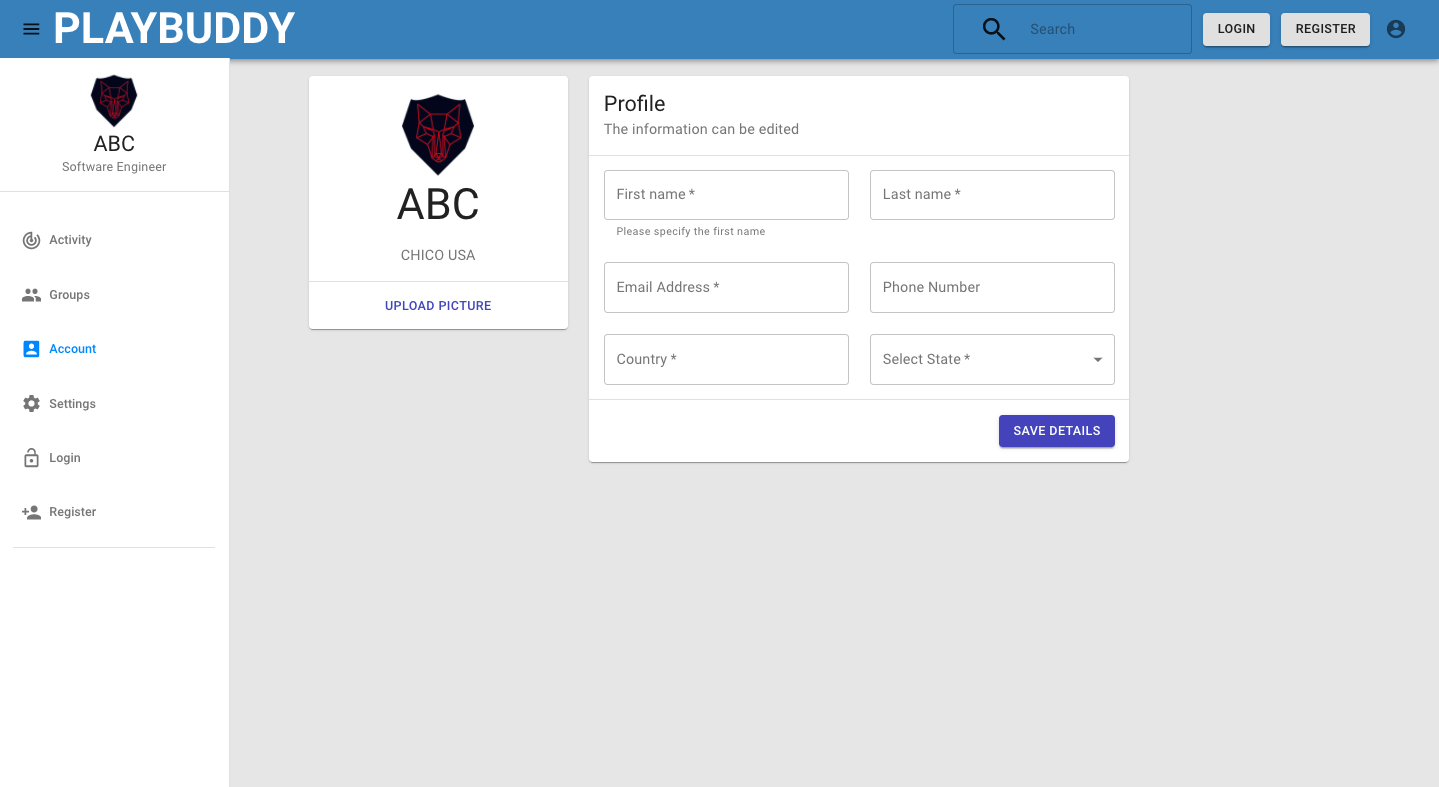 PLAYBUDDY
Search
LOGIN
REGISTER
ABC
Software Engineer
Activity
Groups
Account
Settings
Login
Register
ABC
CHICO USA
UPLOAD PICTURE
Profile
The information can be edited
First name *
Last name *
Please specify the first name
Email Address *
Phone Number
Country *
Select State *
SAVE DETAILS